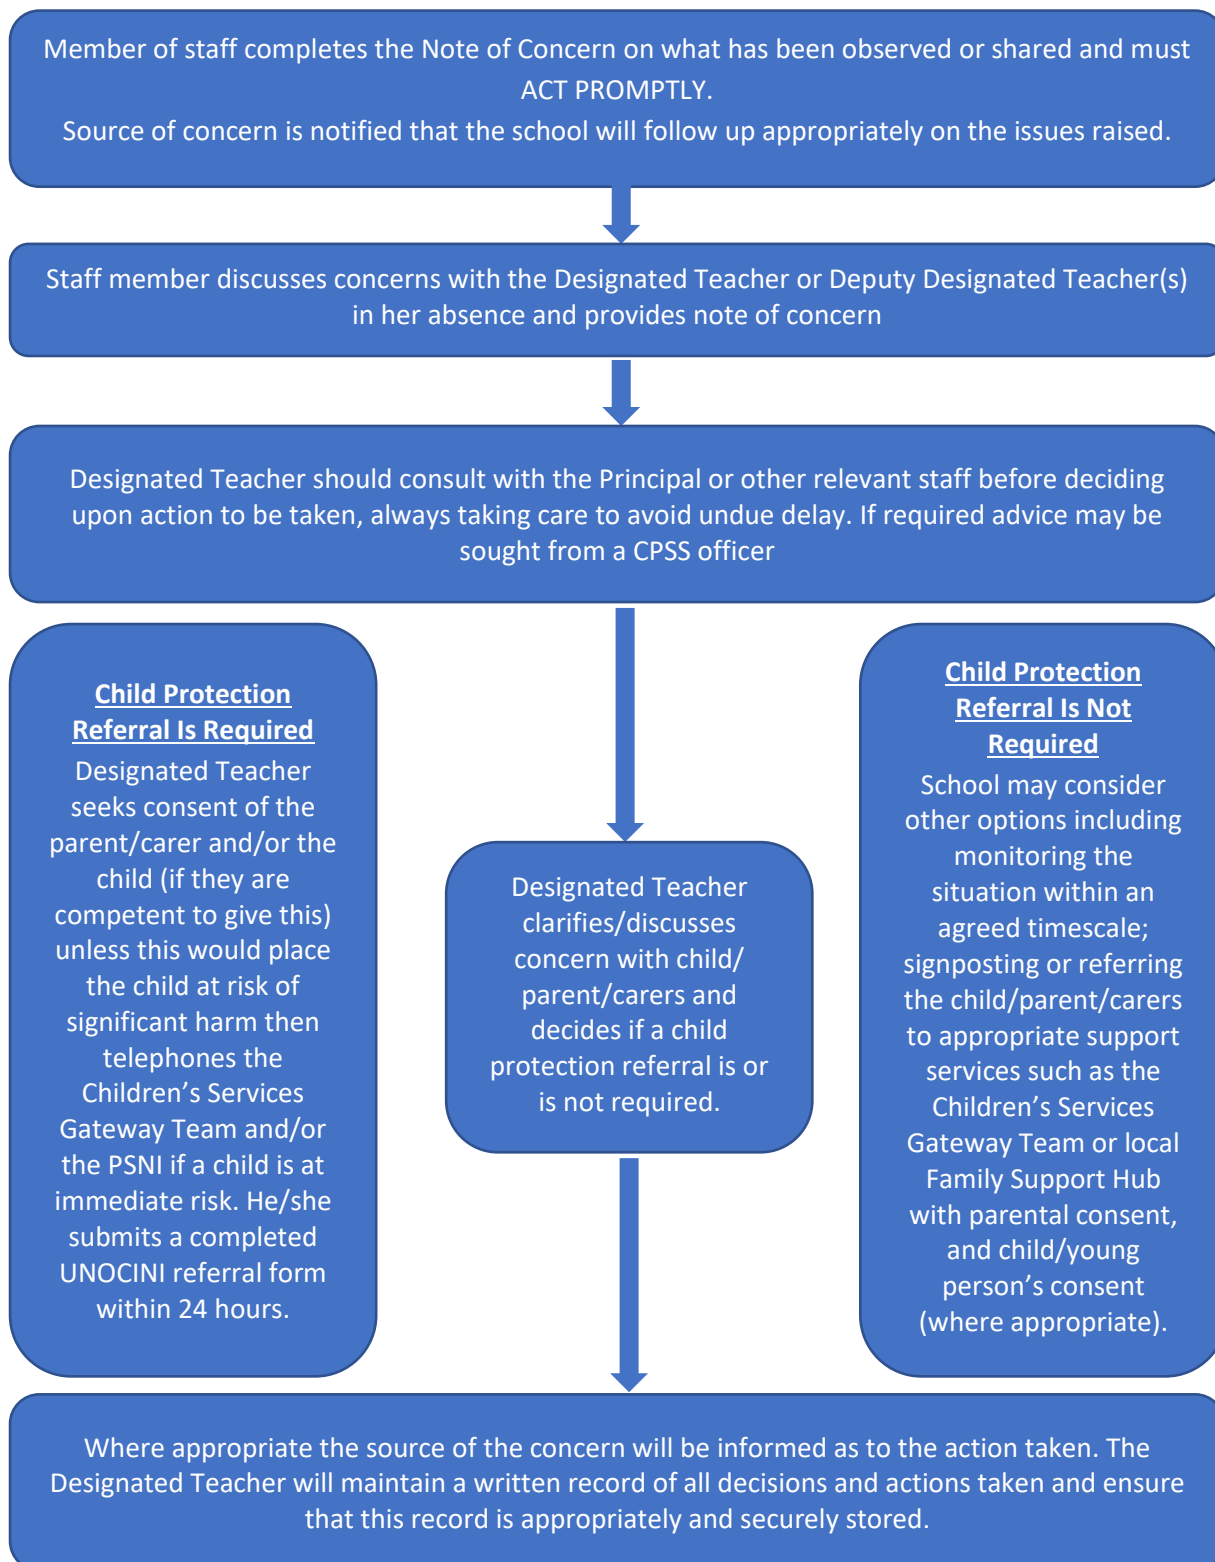 Member of staff completes the Note of Concern on what has been observed or shared and must
ACT PROMPTLY.
Source of concern is notified that the school will follow up appropriately on the issues raised.
Staff member discusses concerns with the Designated Teacher or Deputy Designated Teacher(s)
in her absence and provides note of concern
Designated Teacher should consult with the Principal or other relevant staff before deciding
upon action to be taken, always taking care to avoid undue delay. If required advice may be
sought from a CPSS officer
Child Protection
Referral Is Required
Designated Teacher
seeks consent of the
parent/carer and/or the
child (if they are
competent to give this)
unless this would place
the child at risk of
significant harm then
telephones the
Children’s Services
Gateway Team and/or
the PSNI if a child is at
immediate risk. He/she
submits a completed
UNOCINI referral form
within 24 hours.
Designated Teacher
clarifies/discusses
concern with child/
parent/carers and
decides if a child
protection referral is or
is not required.
Child Protection
Referral Is Not
Required
School may consider
other options including
monitoring the
situation within an
agreed timescale;
signposting or referring
the child/parent/carers
to appropriate support
services such as the
Children’s Services
Gateway Team or local
Family Support Hub
with parental consent,
and child/young
person’s consent
(where appropriate).
Where appropriate the source of the concern will be informed as to the action taken. The
Designated Teacher will maintain a written record of all decisions and actions taken and ensure
that this record is appropriately and securely stored.